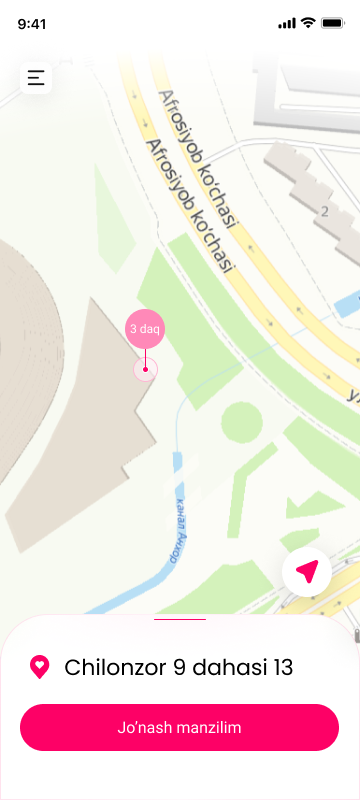 9:41
Afrosiyob ko‘chasi
Afrosiyob ko‘chasi
2
3 daq
канал Анхор
Chilonzor 9 dahasi 13
Jo’nash manzilim